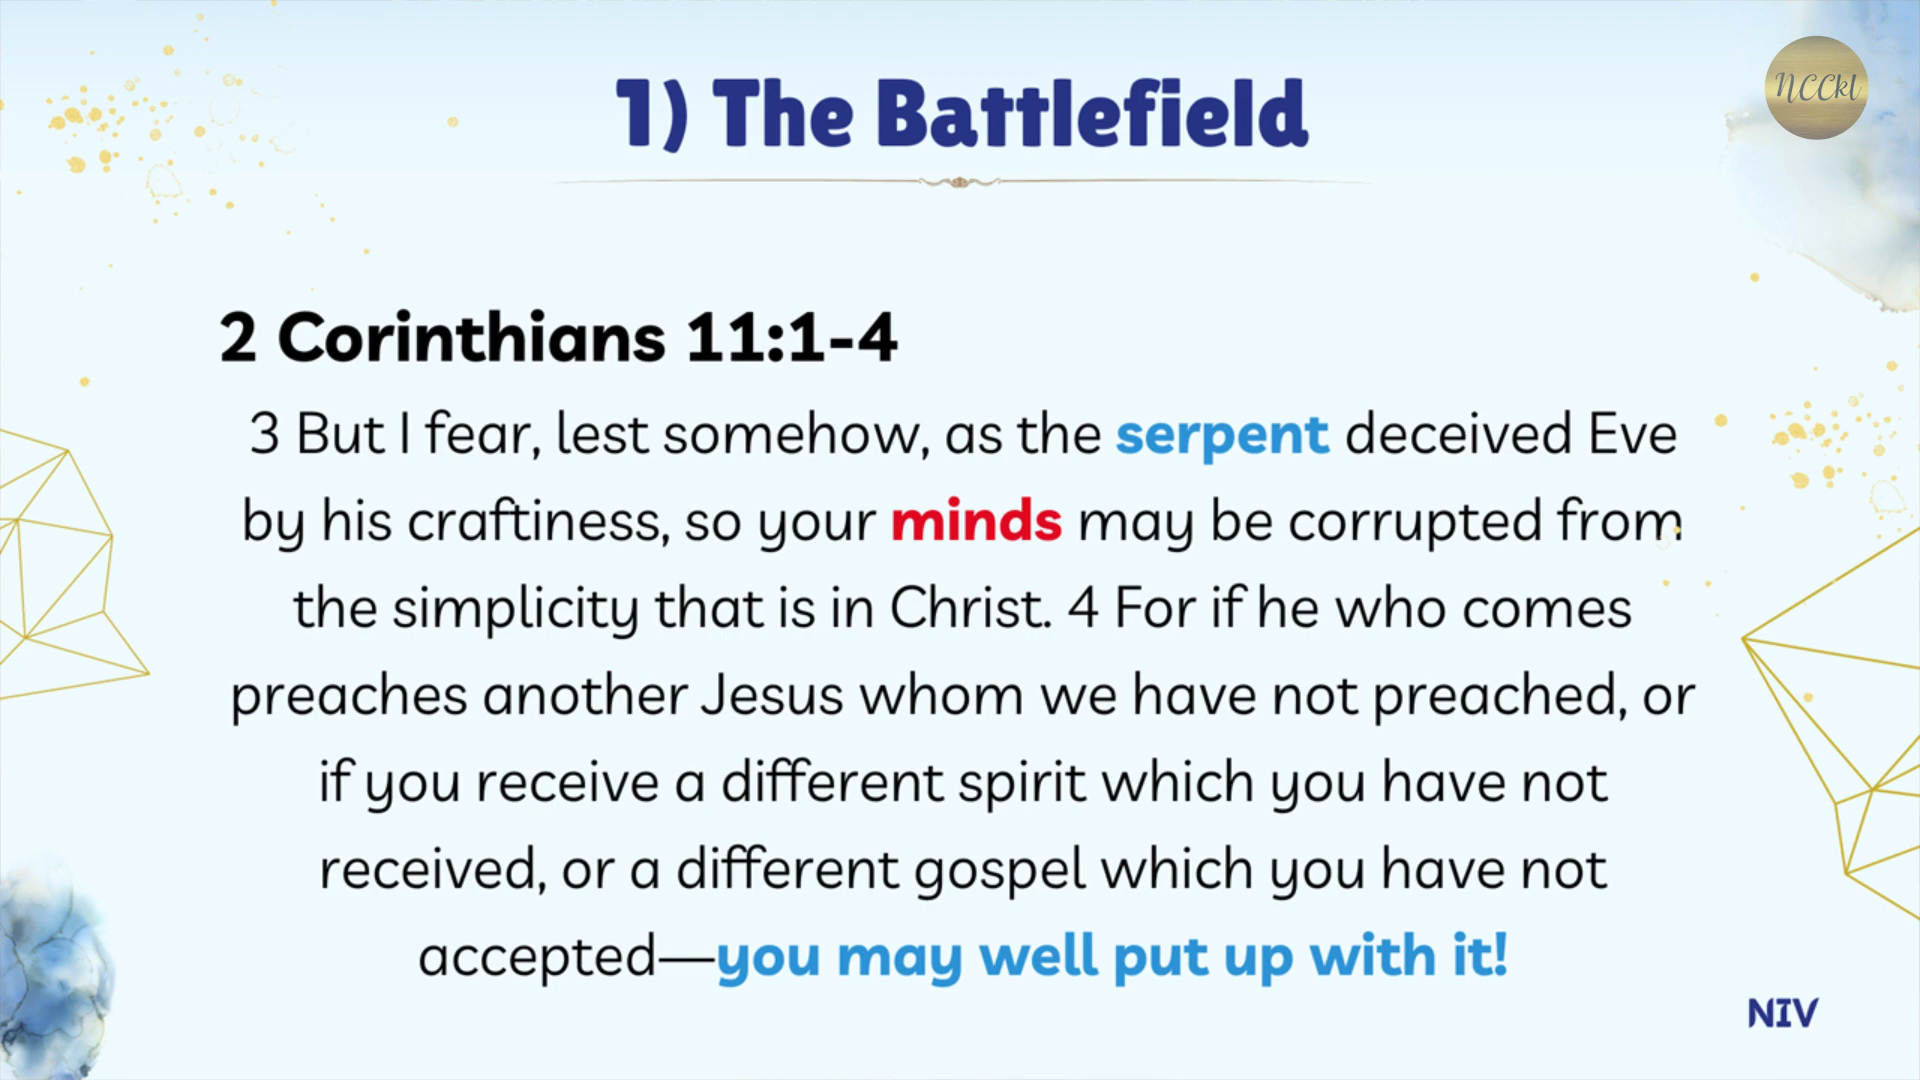 NCCkl
1) The Battlefield
2 Corinthians 11:1-4
3 But I fear, lest somehow, as the serpent deceived Eve
by his craftiness, so your minds may be corrupted from
the simplicity that is in Christ. 4 For if he who comes
preaches another Jesus whom we have not preached, or
if you receive a different spirit which you have not
received, or a different gospel which you have not
accepted—you may well put up with it!
NIV